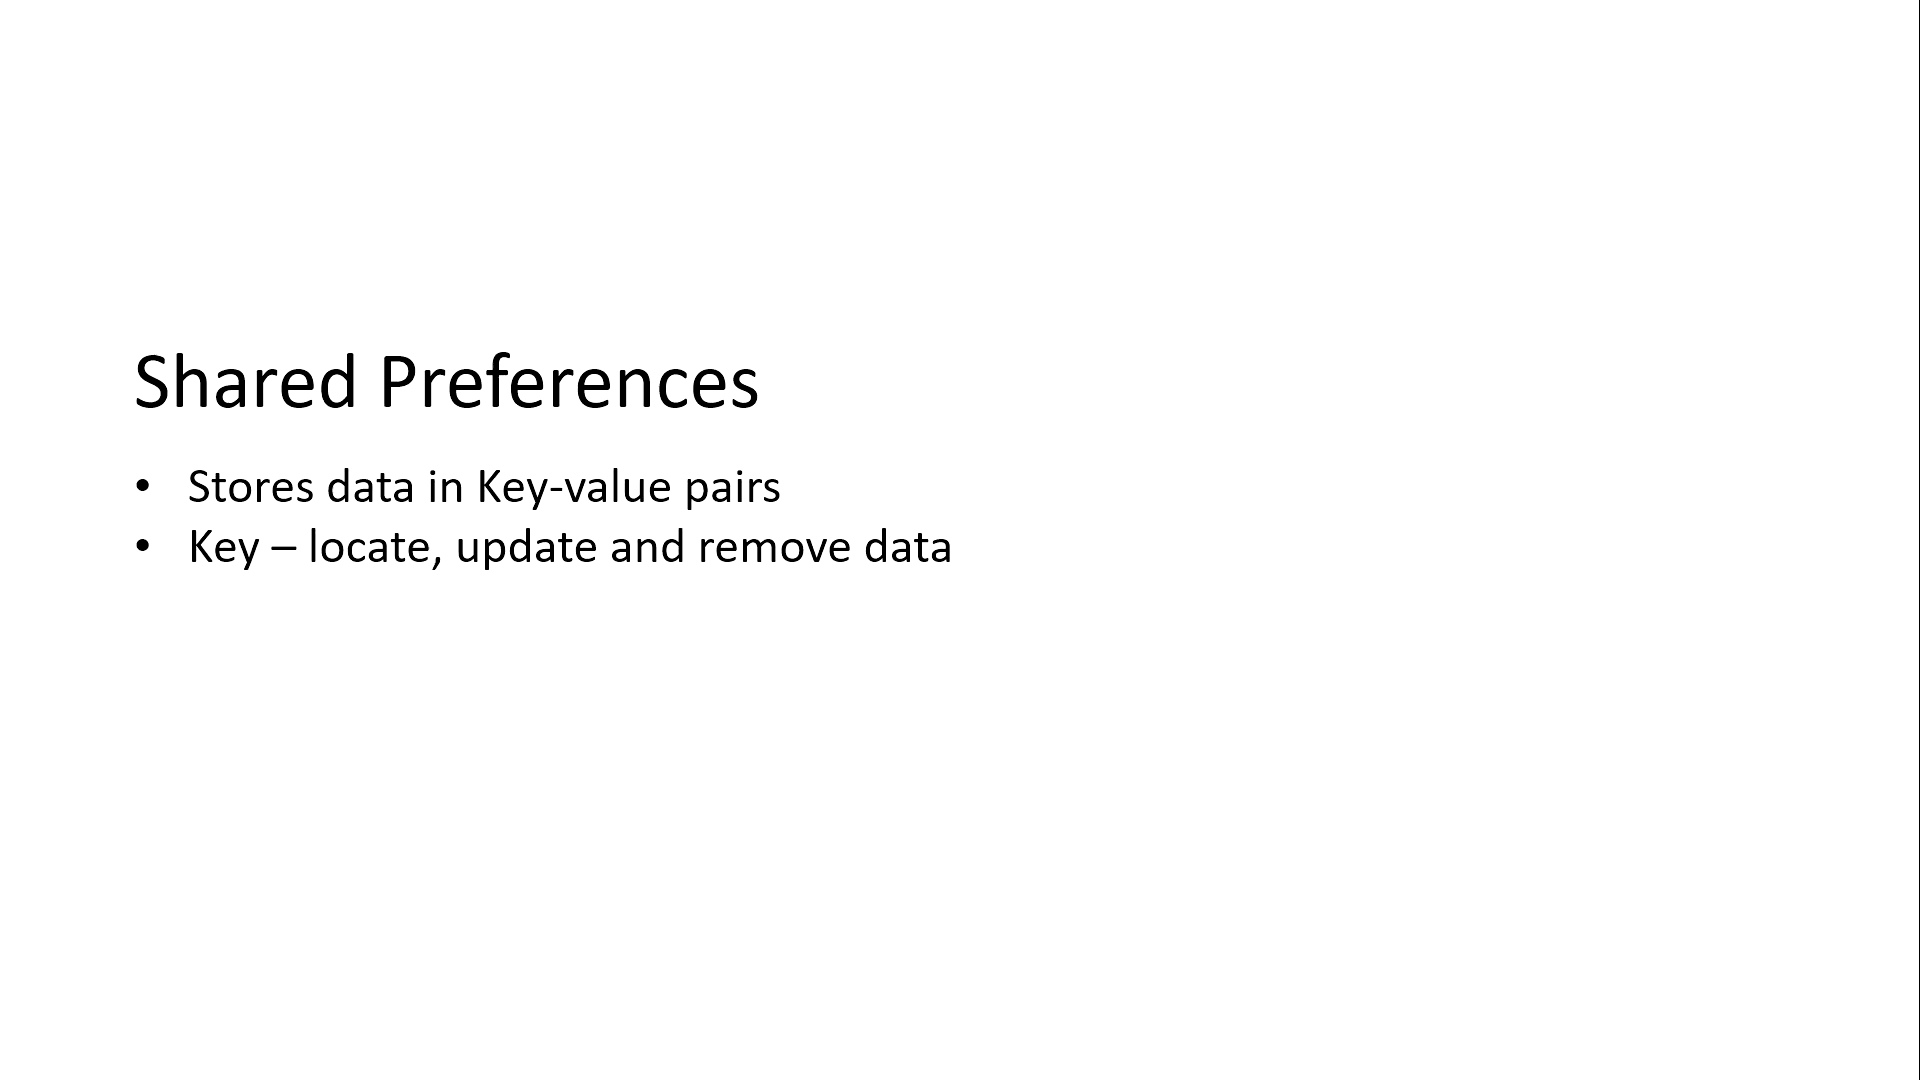 Shared Preferences
• Stores data in Key-value pairs
• Key – locate, update and remove data